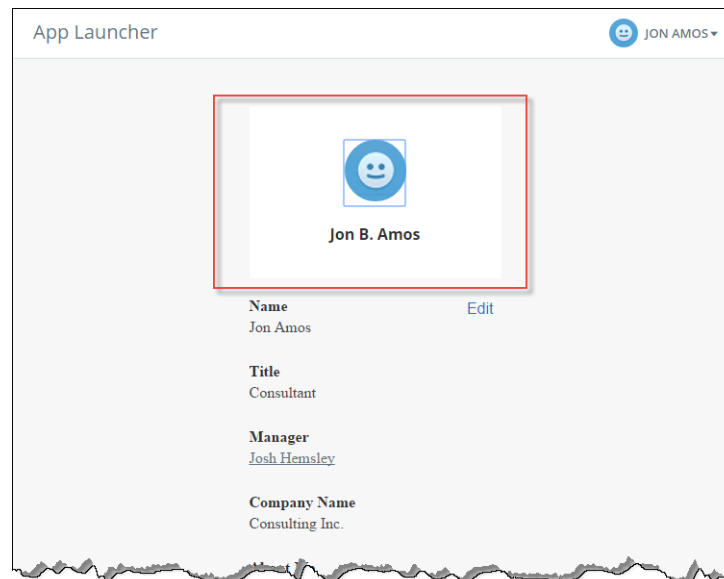 App Launcher
JON AMOS
Jon B. Amos
Name
Edit
Jon Amos
Title
Consultant
Manager
Josh Hemsley
Company Name
Consulting Inc.